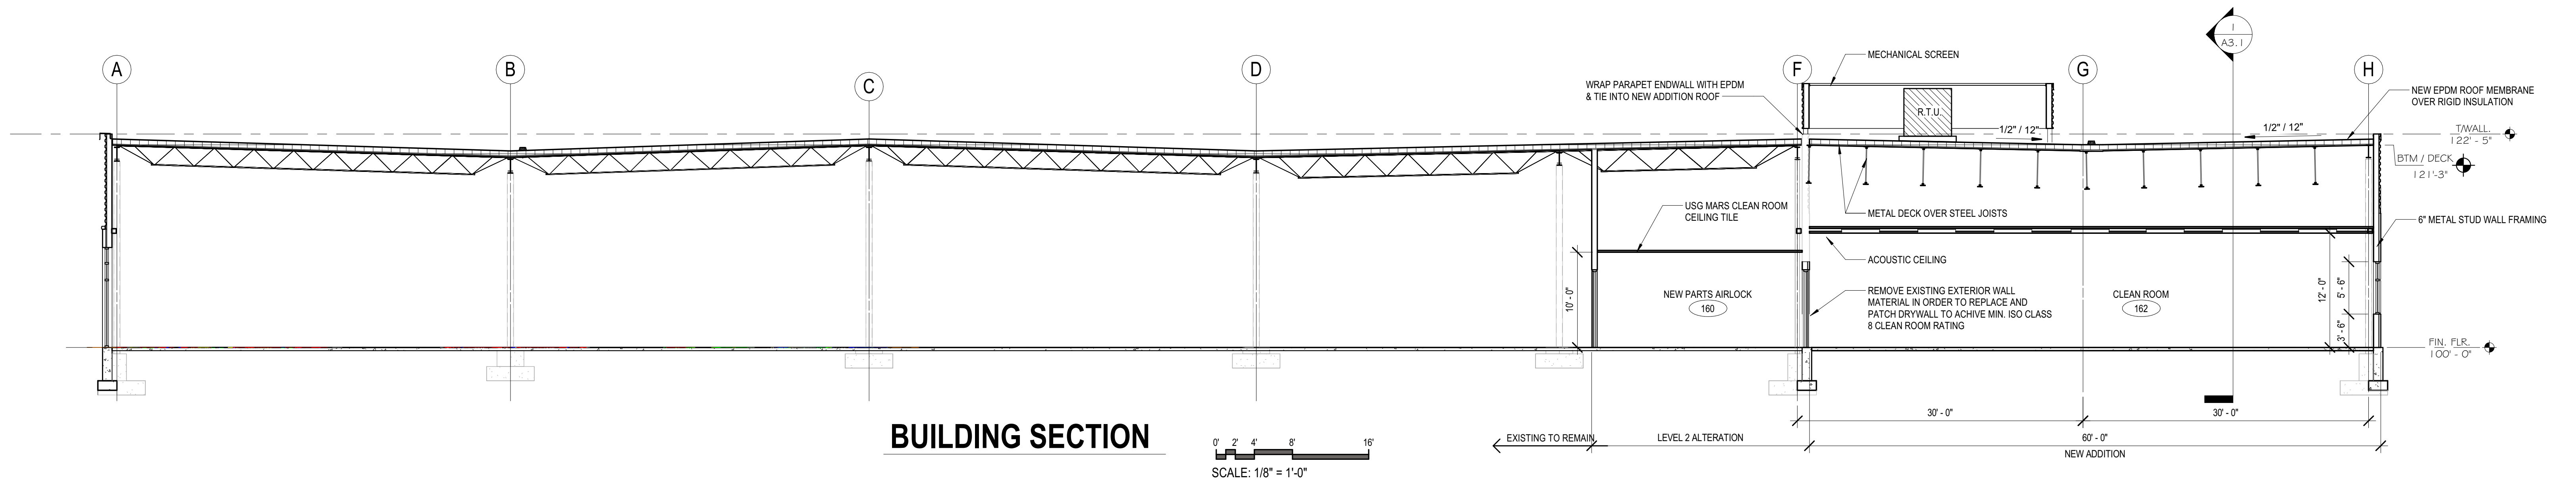 1
A3.1
A
B
C
D
F
G
H
MECHANICAL SCREEN
WRAP PARAPET ENDWALL WITH EPDM
& TIE INTO NEW ADDITION ROOF
R.T.U.
NEW EPDM ROOF MEMBRANE
OVER RIGID INSULATION
1/2" / 12"
1/2" / 12"
T/WALL.
122' - 5"
BTM / DECK
121'-3"
USG MARS CLEAN ROOM
CEILING TILE
METAL DECK OVER STEEL JOISTS
6" METAL STUD WALL FRAMING
ACOUSTIC CEILING
10' - 0"
NEW PARTS AIRLOCK
160
REMOVE EXISTING EXTERIOR WALL
MATERIAL IN ORDER TO REPLACE AND
PATCH DRYWALL TO ACHIVE MIN. ISO CLASS
8 CLEAN ROOM RATING
CLEAN ROOM
162
12' - 0"
5' - 6"
3' - 6"
FIN. FLR.
100' - 0"
30' - 0"
30' - 0"
BUILDING SECTION
0' 2' 4' 8' 16'
SCALE: 1/8" = 1'-0"
EXISTING TO REMAIN
LEVEL 2 ALTERATION
60' - 0"
NEW ADDITION